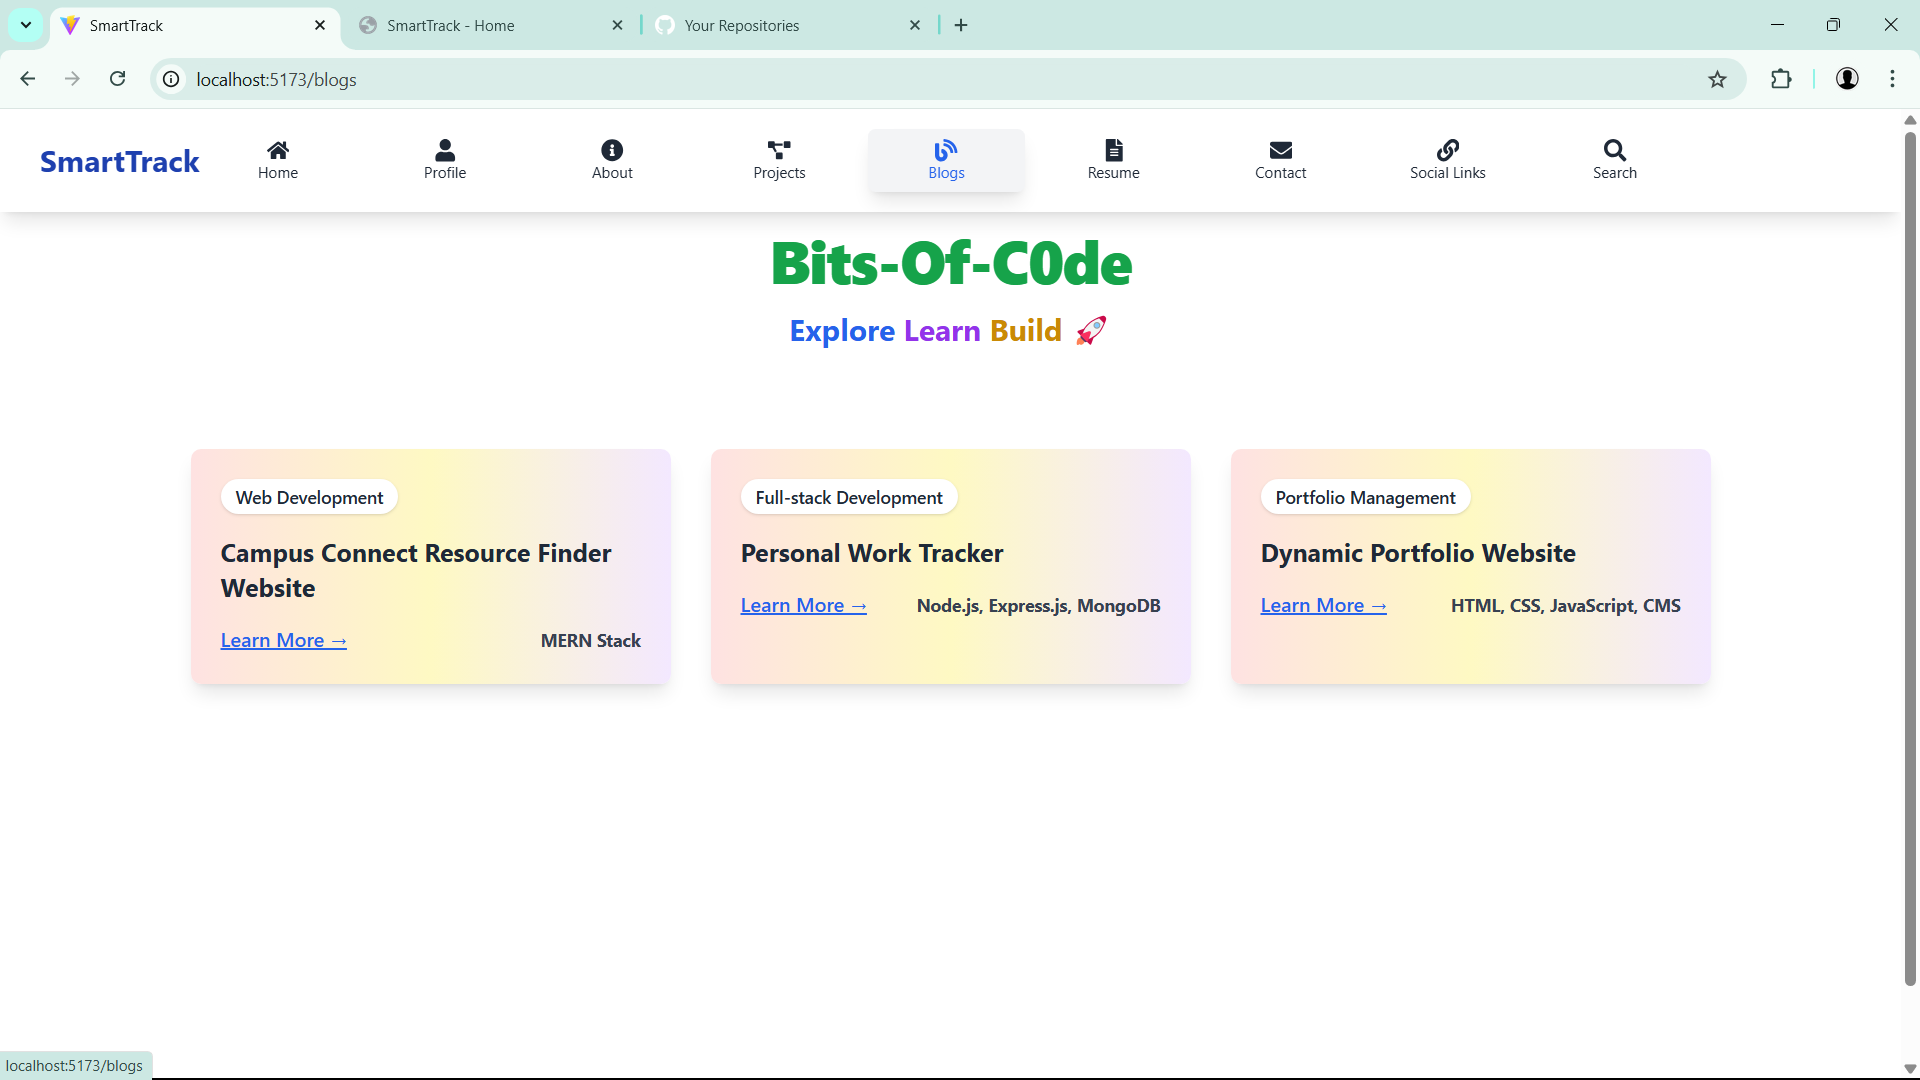 SmartTrack
SmartTrack - Home
Your Repositories
localhost:5173/blogs
SmartTrack
Home
Profile
About
Projects
Blogs
Resume
Contact
Social Links
Search
Bits-Of-C0de
Explore Learn Build 🚀
Web Development
Campus Connect Resource Finder
Website
Learn More →
MERN Stack
Full-stack Development
Personal Work Tracker
Learn More →
Node.js, Express.js, MongoDB
Portfolio Management
Dynamic Portfolio Website
Learn More →
HTML, CSS, JavaScript, CMS
localhost:5173/blogs